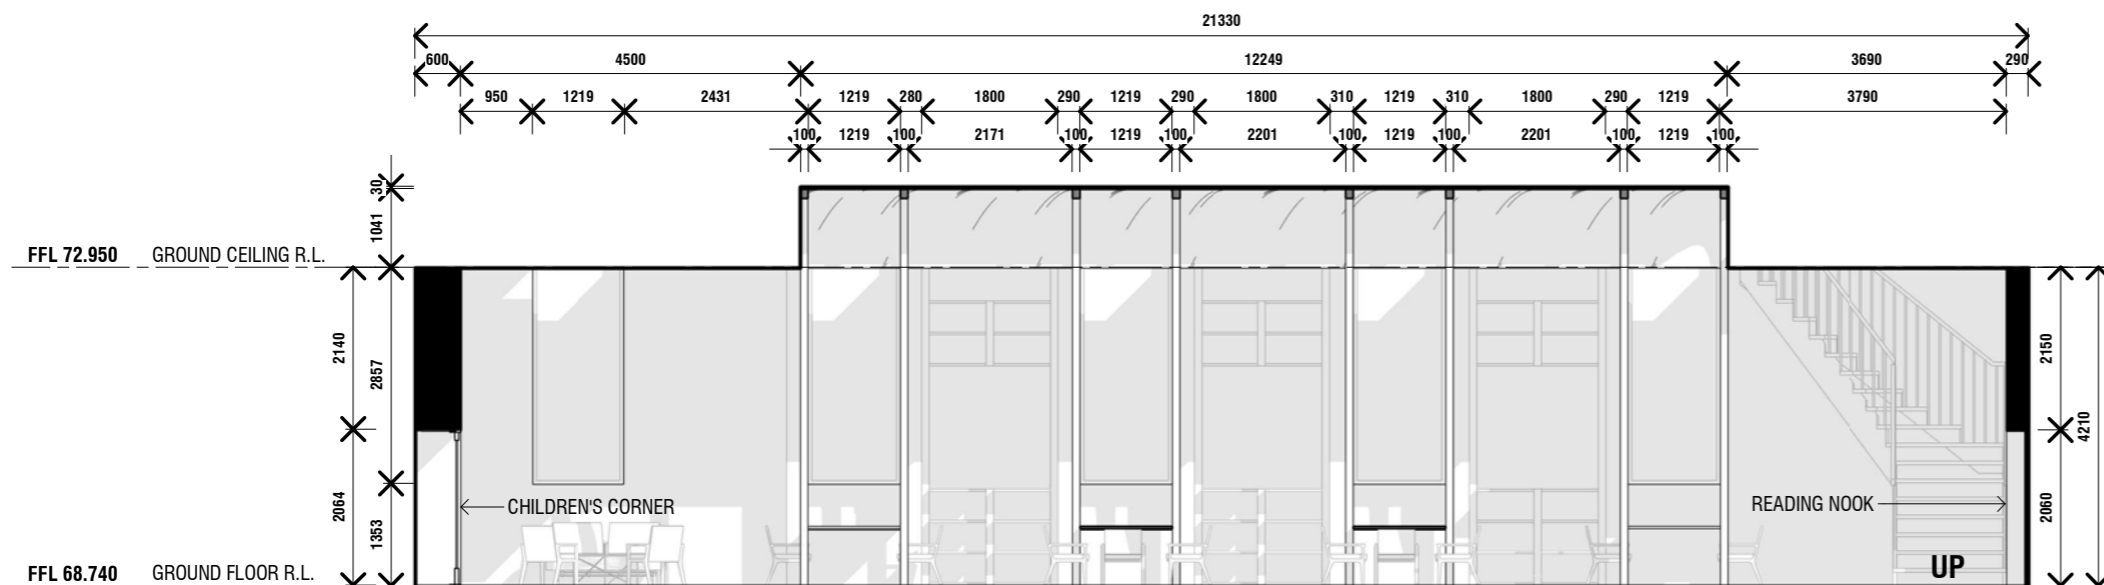 21330
600 4500 12249 3690 290
950 1219 2431 1219 280 1800 290 1219 290 1800 310 1219 310 1800 290 1219 3790
100 1219 100 2171 100 1219 100 2201 100 1219 100 2201 100 1219 100
30
1041
FFL 72.950 GROUND CEILING R.L.
2140
2857
2150
4210
2064
1353
2060
CHILDREN'S CORNER
READING NOOK
UP
FFL 68.740 GROUND FLOOR R.L.